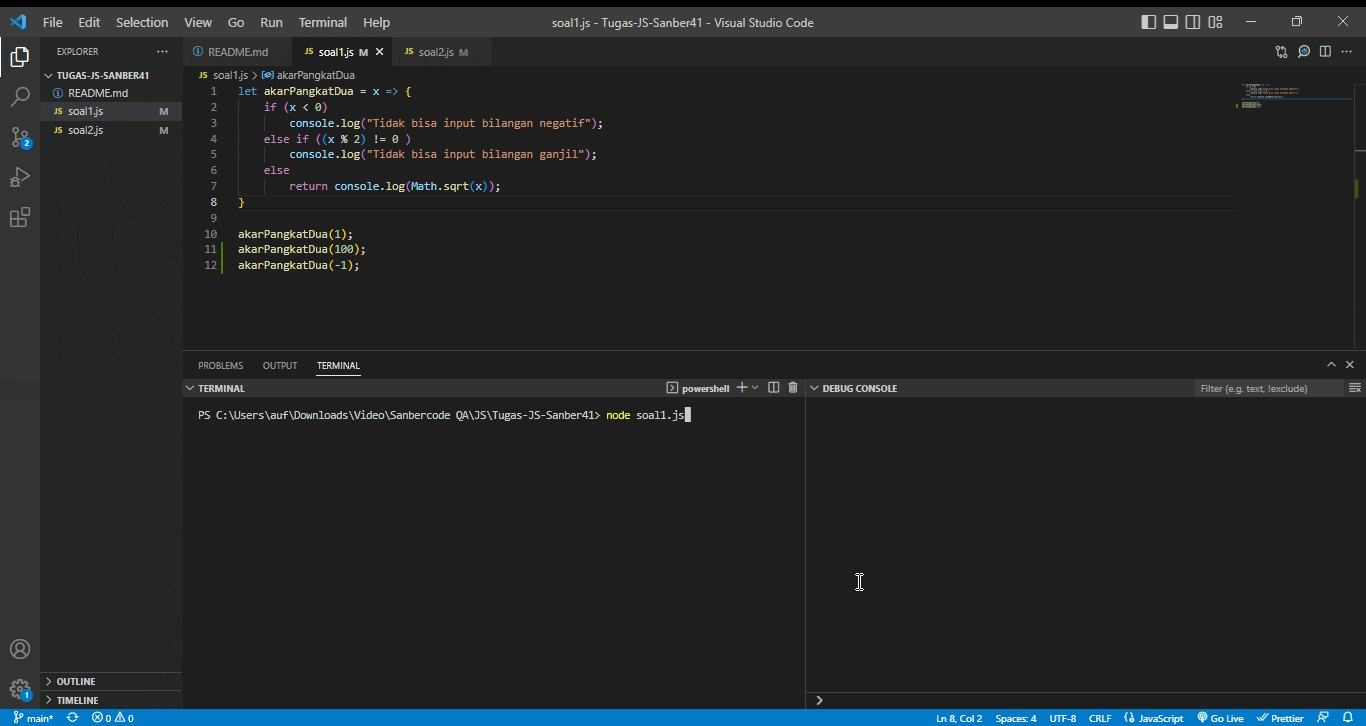 File Edit Selection View Go Run Terminal Help
soal1.js - Tugas-JS-Sanber41 - Visual Studio Code
EXPLORER
README.md
JS soal1.js M
JS soal2.js M
TUGAS-JS-SANBER41
README.md
JS soal1.js M
JS soal2.js M
JS soal1.js > akarPangkatDua
1 let akarPangkatDua = x => {
2 if (x < 0)
3 console.log("Tidak bisa input bilangan negatif");
4 else if ((x % 2) != 0 )
5 console.log("Tidak bisa input bilangan ganjil");
6 else
7 return console.log(Math.sqrt(x));
8 }
9
10 akarPangkatDua(1);
11 akarPangkatDua(100);
12 akarPangkatDua(-1);
2
PROBLEMS OUTPUT TERMINAL
TERMINAL
powershell
DEBUG CONSOLE
Filter (e.g. text, !exclude)
PS C:\Users\auf\Downloads\Video\Sanbercode QA\JS\Tugas-JS-Sanber41> node soal1.js
1
OUTLINE
TIMELINE
main* 0 0
Ln 8, Col 2 Spaces: 4 UTF-8 CRLF JavaScript Go Live Prettier